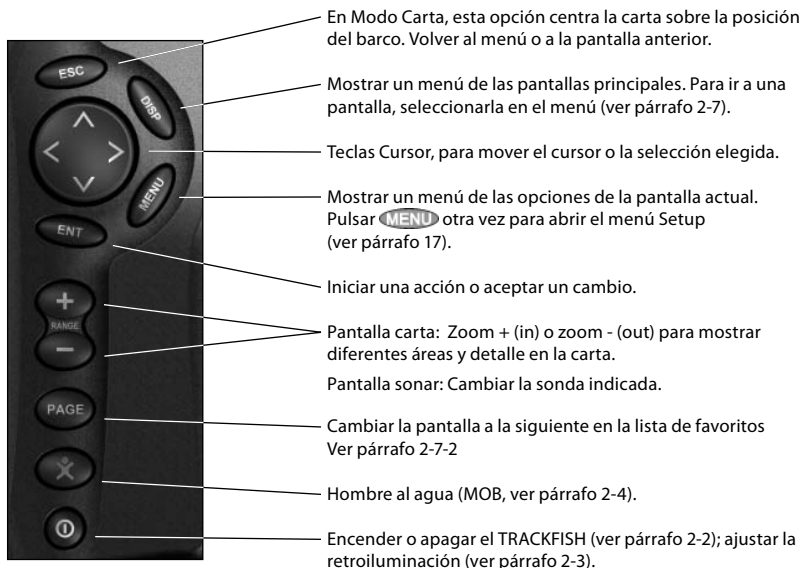 En Modo Carta, esta opción centra la carta sobre la posición
del barco. Volver al menú o a la pantalla anterior.
ESC
DISP
Mostrar un menú de las pantallas principales. Para ir a una
pantalla, seleccionarla en el menú (ver párrafo 2-7).
Teclas Cursor, para mover el cursor o la selección elegida.
MENU
Mostrar un menú de las opciones de la pantalla actual.
Pulsar MENU otra vez para abrir el menú Setup
(ver párrafo 17).
ENT
Iniciar una acción o aceptar un cambio.
+
RANGE
−
Pantalla carta: Zoom + (in) o zoom - (out) para mostrar
diferentes áreas y detalle en la carta.
Pantalla sonar: Cambiar la sonda indicada.
PAGE
Cambiar la pantalla a la siguiente en la lista de favoritos
Ver párrafo 2-7-2
Hombre al agua (MOB, ver párrafo 2-4).
Encender o apagar el TRACKFISH (ver párrafo 2-2); ajustar la
retroiluminación (ver párrafo 2-3).